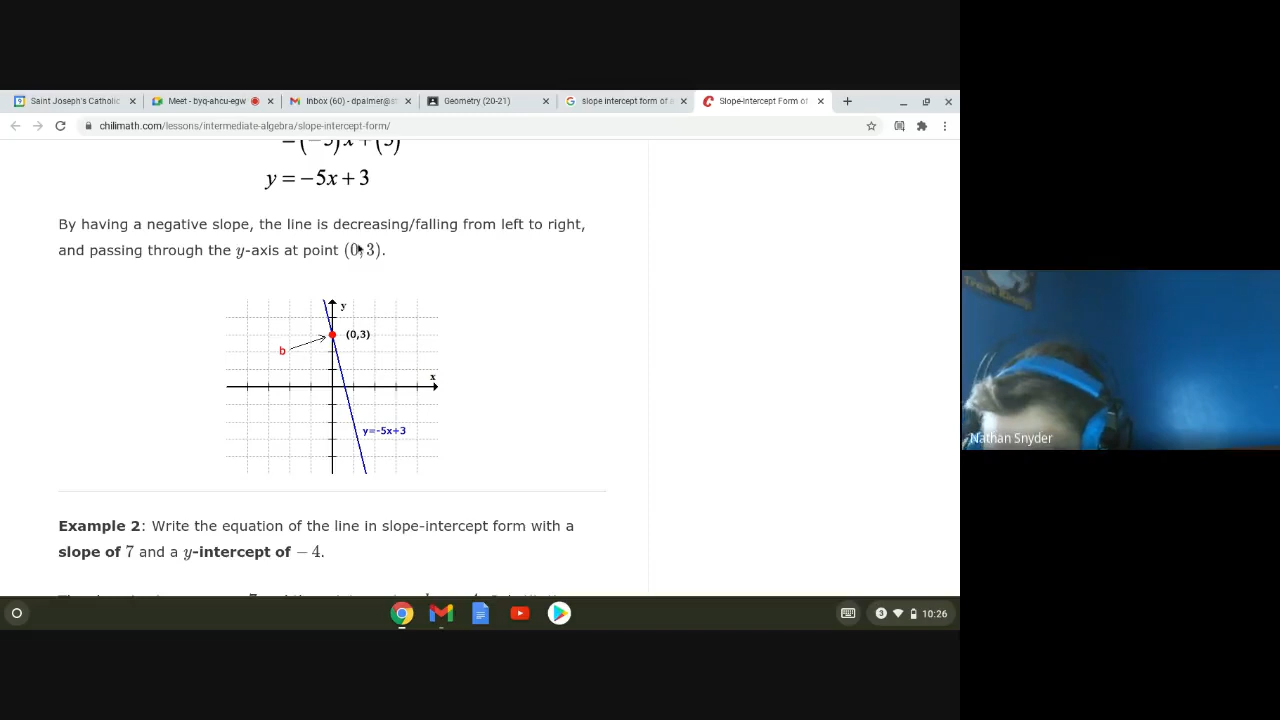 Saint Joseph's Catholic
Meet - byq-ahcu-egw
Inbox (60) - dpalmer@s
Geometry (20-21)
slope intercept form of
Slope-Intercept Form of
chilimath.com/lessons/intermediate-algebra/slope-intercept-form/
= (−5)x + (3)
y = −5x + 3
By having a negative slope, the line is decreasing/falling from left to right,
and passing through the y-axis at point (0, 3).
y
(0,3)
b
x
y=-5x+3
Nathan Snyder
Example 2: Write the equation of the line in slope-intercept form with a
slope of 7 and a y-intercept of − 4.
3
10:26